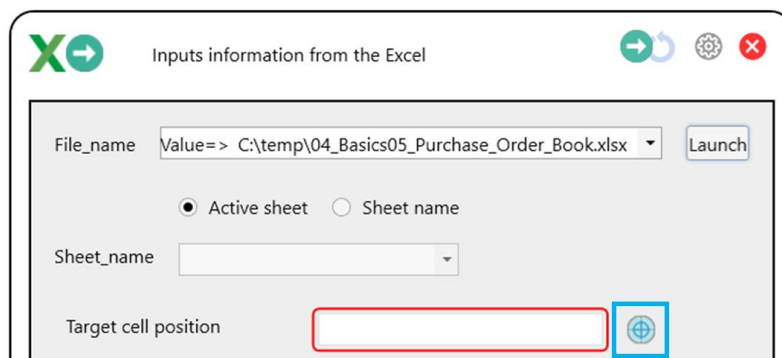 Inputs information from the Excel
File_name Value=> C:\temp\04_Basics05_Purchase_Order_Book.xlsx Launch
Active sheet Sheet name
Sheet_name
Target cell position